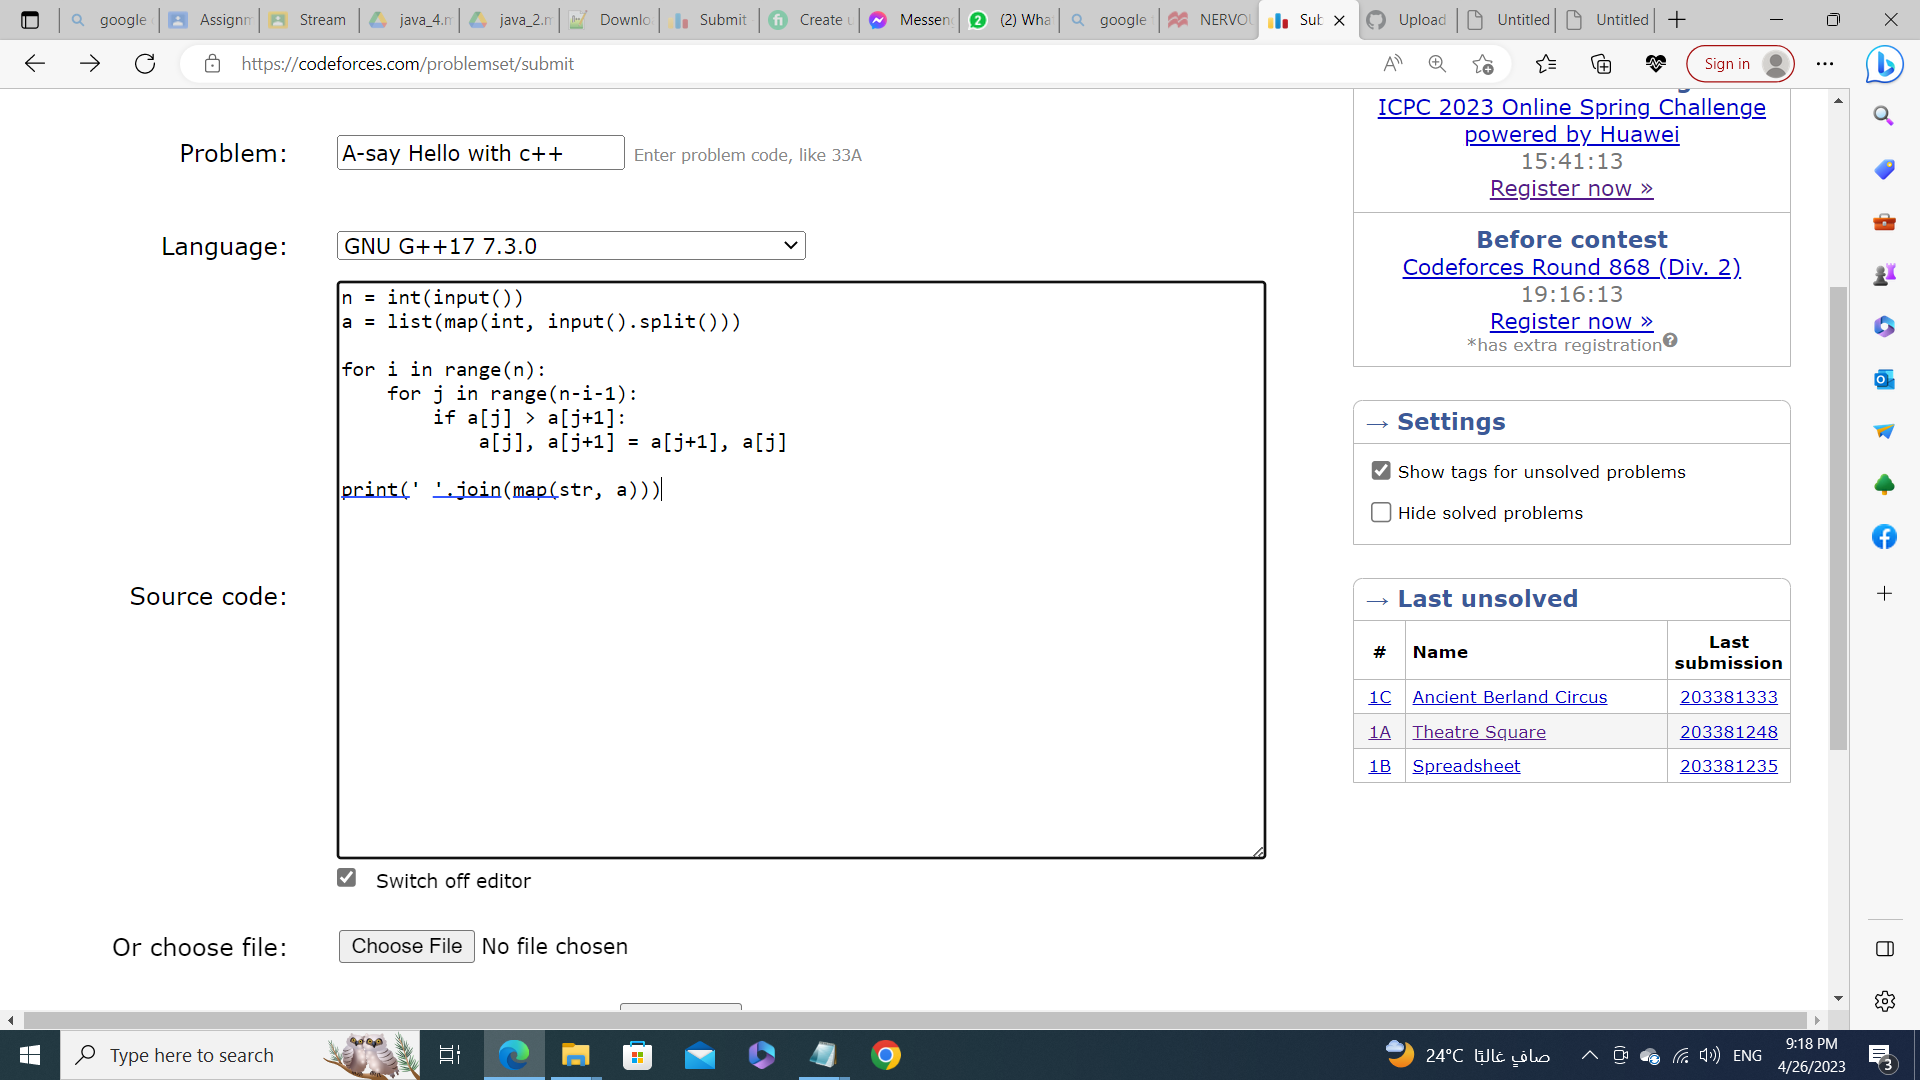 google
Assignm
Stream
java_4.m
java_2.m
Downlo
Submit
Create u
Messen
(2) Wha
google
NERVOU
Sub
Upload
Untitled
Untitled
https://codeforces.com/problemset/submit
Sign in
Problem:
A-say Hello with c++
Enter problem code, like 33A
Language:
GNU G++17 7.3.0
Source code:
n = int(input())
a = list(map(int, input().split()))
for i in range(n):
for j in range(n-i-1):
if a[j] > a[j+1]:
a[j], a[j+1] = a[j+1], a[j]
print(' '.join(map(str, a)))
Switch off editor
Or choose file:
Choose File No file chosen
ICPC 2023 Online Spring Challenge
powered by Huawei
15:41:13
Register now »
Before contest
Codeforces Round 868 (Div. 2)
19:16:13
Register now »
*has extra registration
→ Settings
Show tags for unsolved problems
Hide solved problems
→ Last unsolved
# Name Last submission
1C Ancient Berland Circus 203381333
1A Theatre Square 203381248
1B Spreadsheet 203381235
Type here to search
24°C صافٍ غالبًا
ENG
9:18 PM
4/26/2023
3